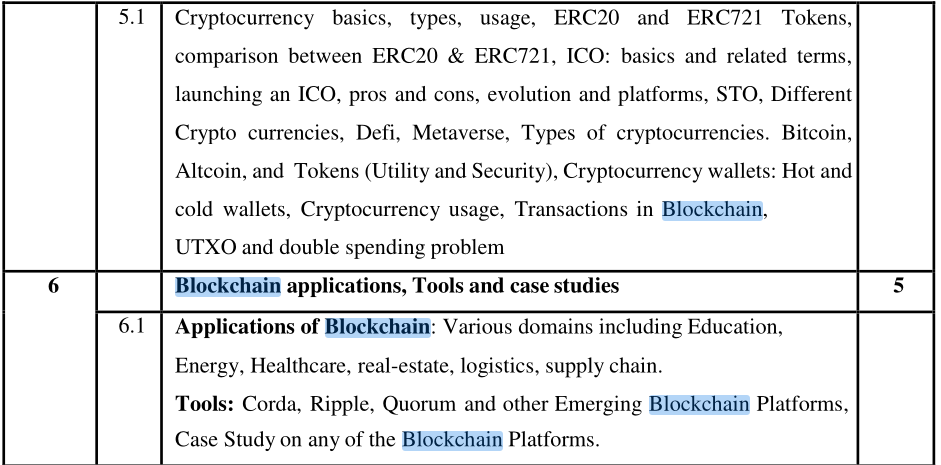 5.1 Cryptocurrency basics, types, usage, ERC20 and ERC721 Tokens,
comparison between ERC20 & ERC721, ICO: basics and related terms,
launching an ICO, pros and cons, evolution and platforms, STO, Different
Crypto currencies, Defi, Metaverse, Types of cryptocurrencies. Bitcoin,
Altcoin, and Tokens (Utility and Security), Cryptocurrency wallets: Hot and
cold wallets, Cryptocurrency usage, Transactions in Blockchain,
UTXO and double spending problem
6 Blockchain applications, Tools and case studies 5
6.1 Applications of Blockchain: Various domains including Education,
Energy, Healthcare, real-estate, logistics, supply chain.
Tools: Corda, Ripple, Quorum and other Emerging Blockchain Platforms,
Case Study on any of the Blockchain Platforms.